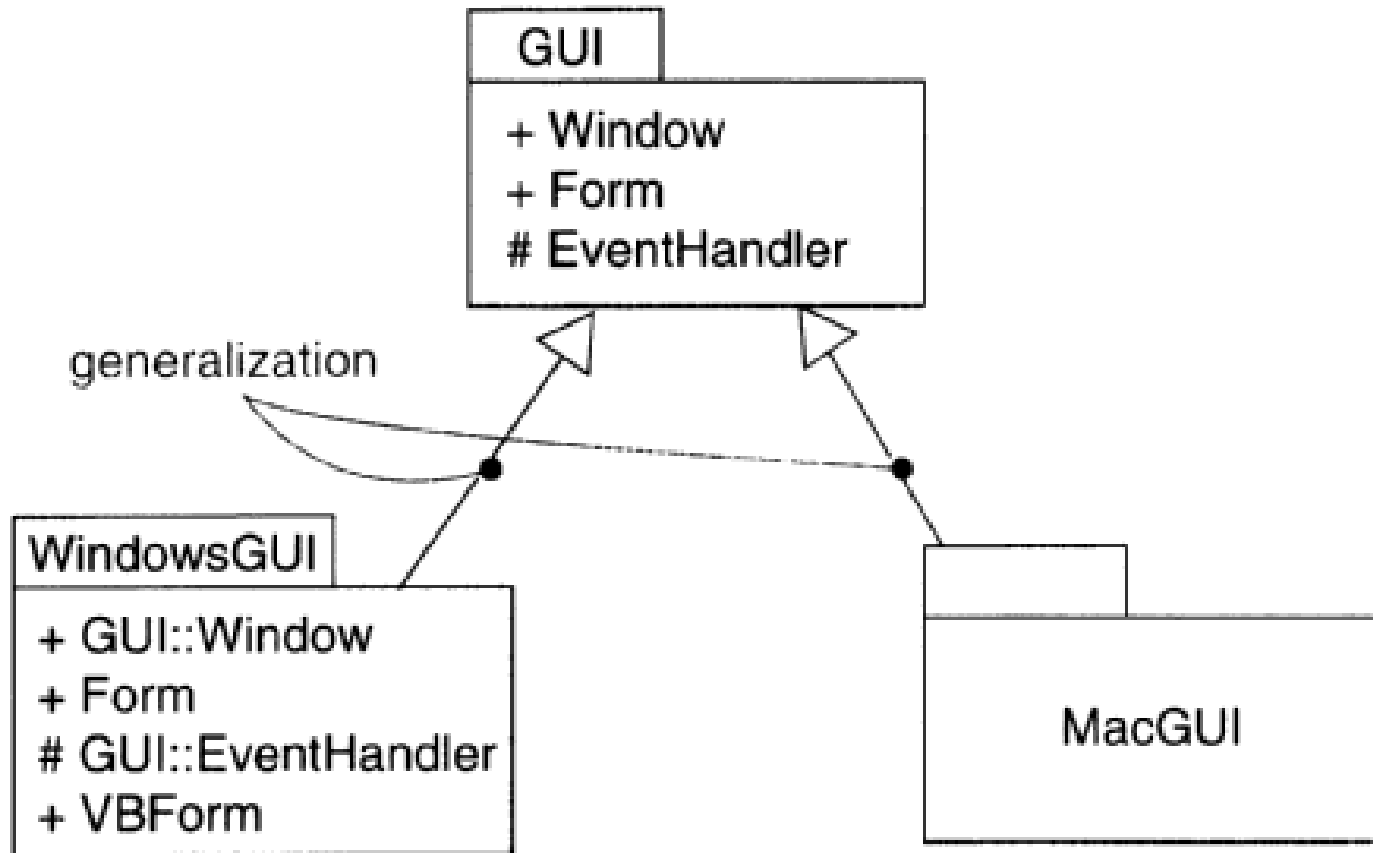 GUI
+ Window
+ Form
# EventHandler
generalization
WindowsGUI
+ GUI::Window
+ Form
# GUI::EventHandler
+ VBForm
MacGUI